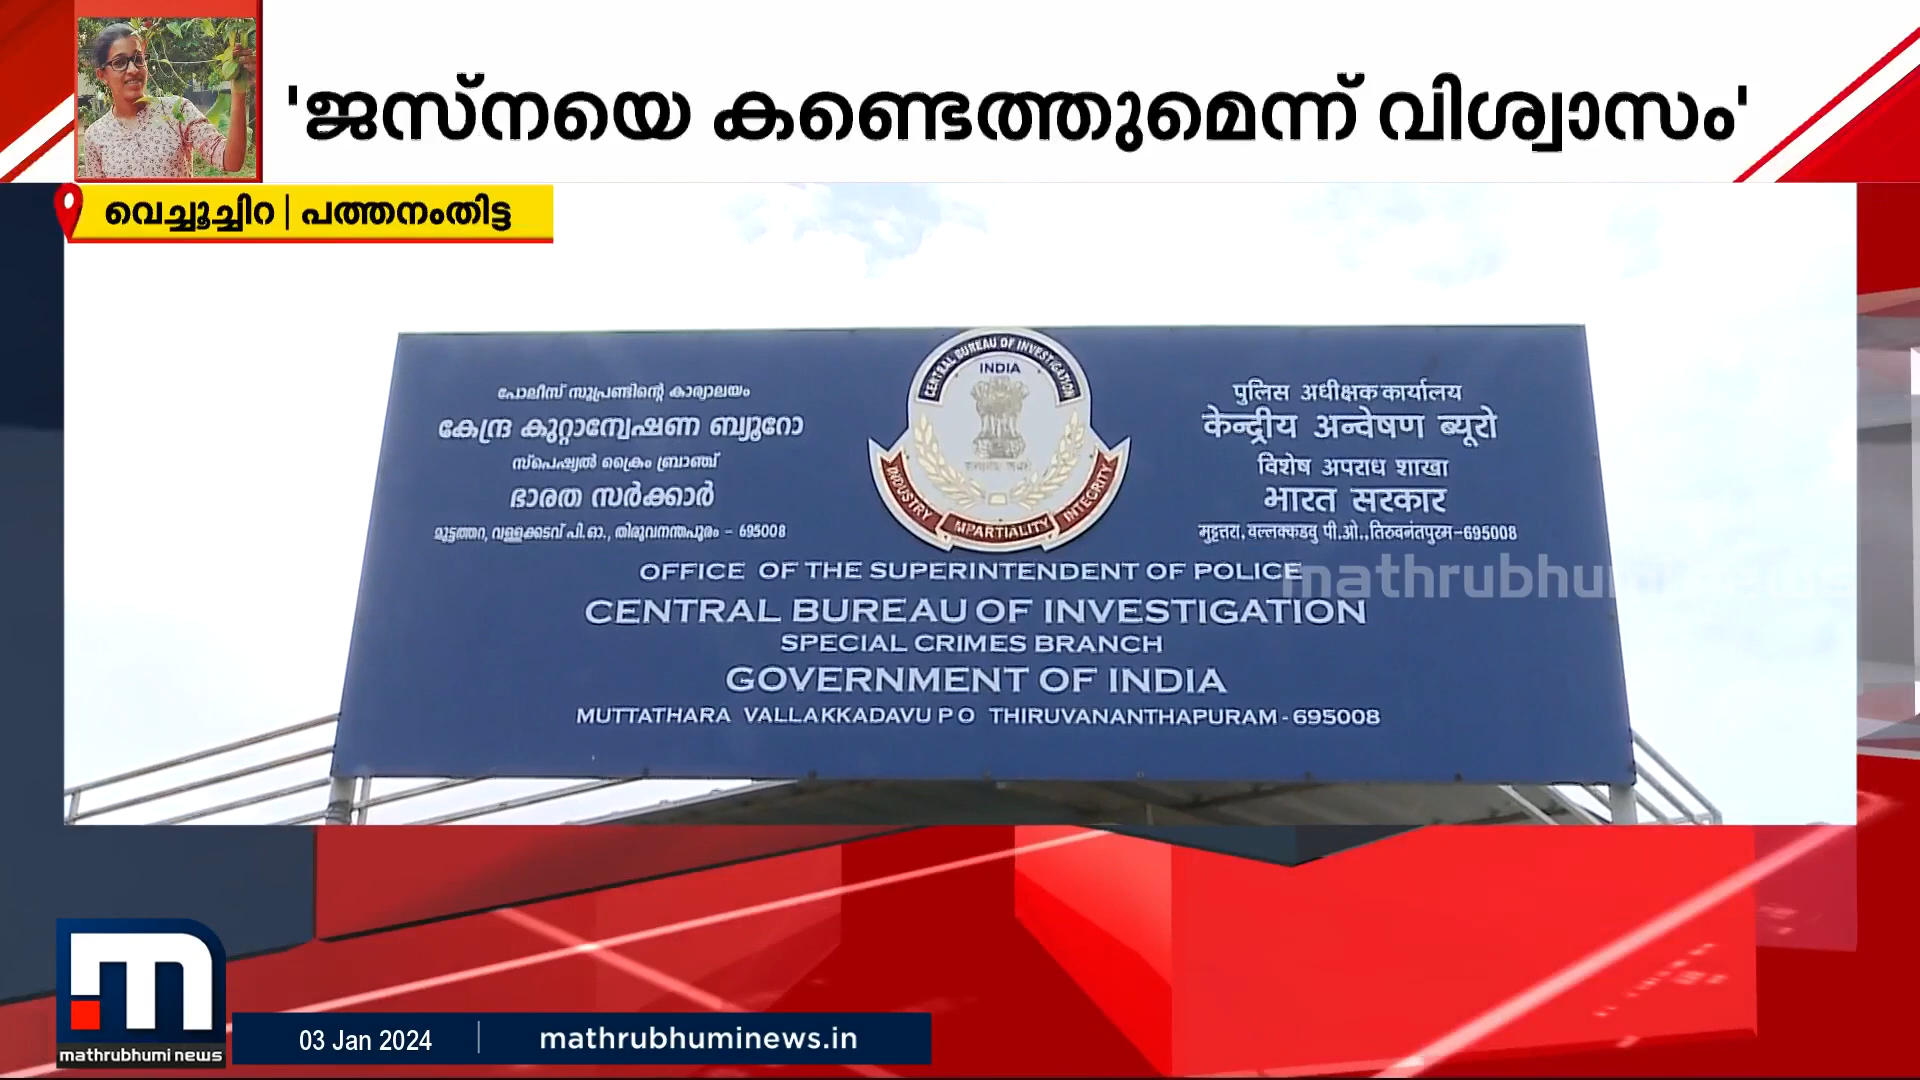 'ജസ്നയെ കണ്ടെത്തുമെന്ന് വിശ്വാസം'
വെച്ചൂച്ചിറ | പത്തനംതിട്ട
CENTRAL BUREAU OF INVESTIGATION
INDIA
INDUSTRY MPARTIALITY INTEGRITY
പോലീസ് സൂപ്രണ്ടിന്റെ കാര്യാലയം
കേന്ദ്ര കുറ്റാന്വേഷണ ബ്യൂറോ
സ്പെഷ്യൽ ക്രൈം ബ്രാഞ്ച്
ഭാരത സർക്കാർ
മുട്ടത്തറ, വള്ളക്കടവ് പി.ഓ., തിരുവനന്തപുരം - 695008
पुलिस अधीक्षक कार्यालय
केन्द्रीय अन्वेषण ब्यूरो
विशेष अपराध शाखा
भारत सरकार
मुट्टत्तरा, वल्लक्कडवु पी.ओ.,तिरुवनंतपुरम-695008
OFFICE OF THE SUPERINTENDENT OF POLICE
CENTRAL BUREAU OF INVESTIGATION
SPECIAL CRIMES BRANCH
GOVERNMENT OF INDIA
MUTTATHARA VALLAKKADAVU P O THIRUVANANTHAPURAM - 695008
mathrubhumi news
mathrubhumi news
03 Jan 2024 | mathrubhuminews.in